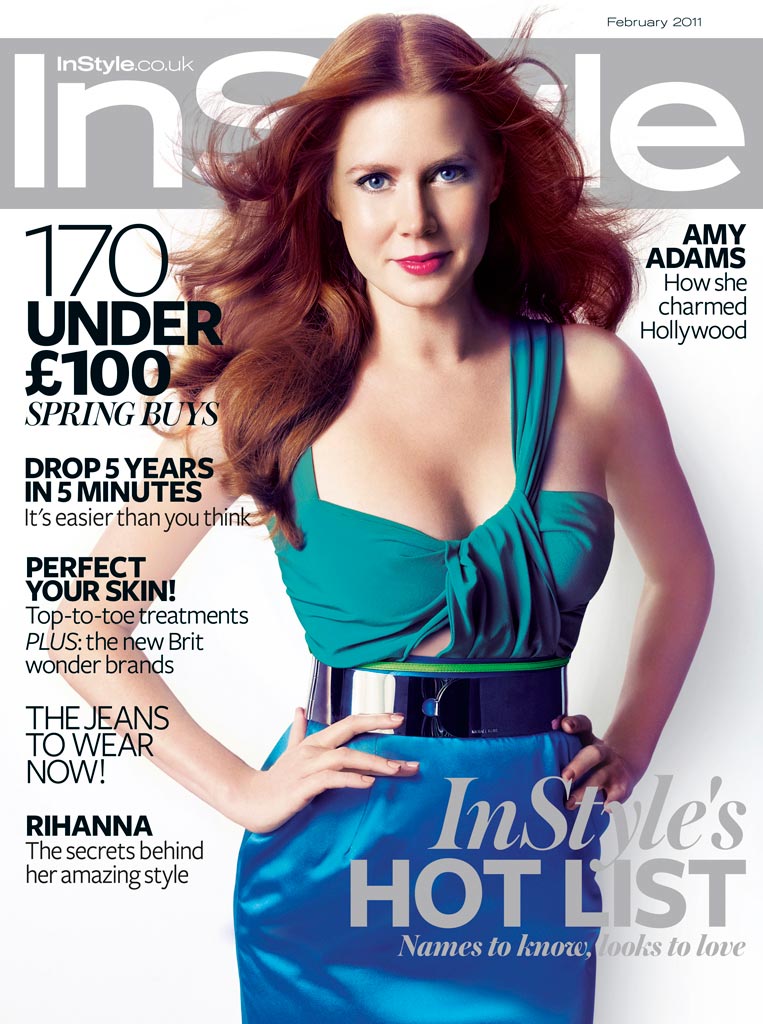 February 2011
InStyle.co.uk
InStyle
170
UNDER
£100
SPRING BUYS
DROP 5 YEARS
IN 5 MINUTES
It's easier than you think
PERFECT
YOUR SKIN!
Top-to-toe treatments
PLUS: the new Brit
wonder brands
THE JEANS
TO WEAR
NOW!
RIHANNA
The secrets behind
her amazing style
AMY
ADAMS
How she
charmed
Hollywood
InStyle's
HOT LIST
Names to know, looks to love